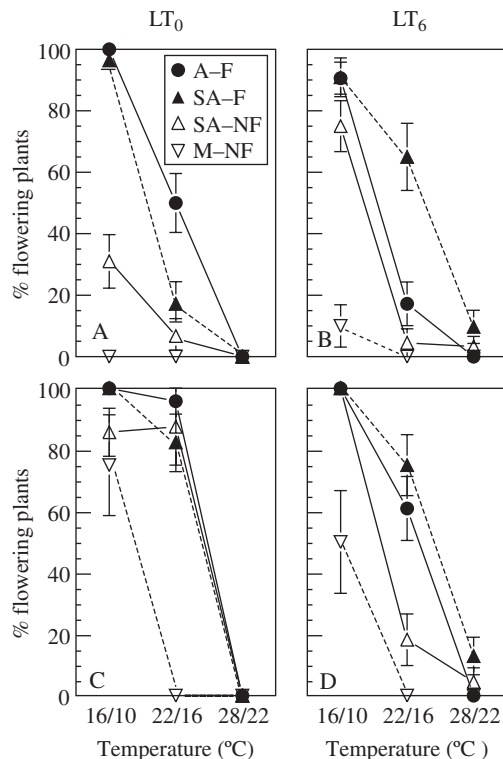 LT0
LT6
100
80
60
40
20
0
% flowering plants
A–F
SA–F
SA–NF
M–NF
A
B
100
80
60
40
20
0
% flowering plants
C
D
16/10 22/16 28/22
16/10 22/16 28/22
Temperature (ºC)
Temperature (ºC)